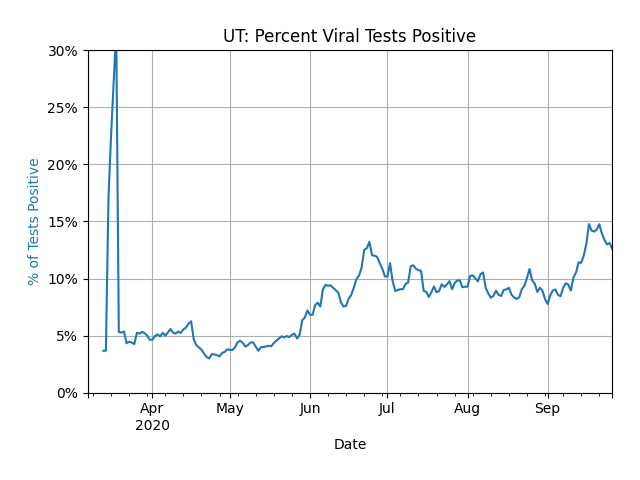 UT: Percent Viral Tests Positive
30%
25%
20%
15%
10%
5%
0%
% of Tests Positive
Apr
2020
May
Jun
Jul
Aug
Sep
Date